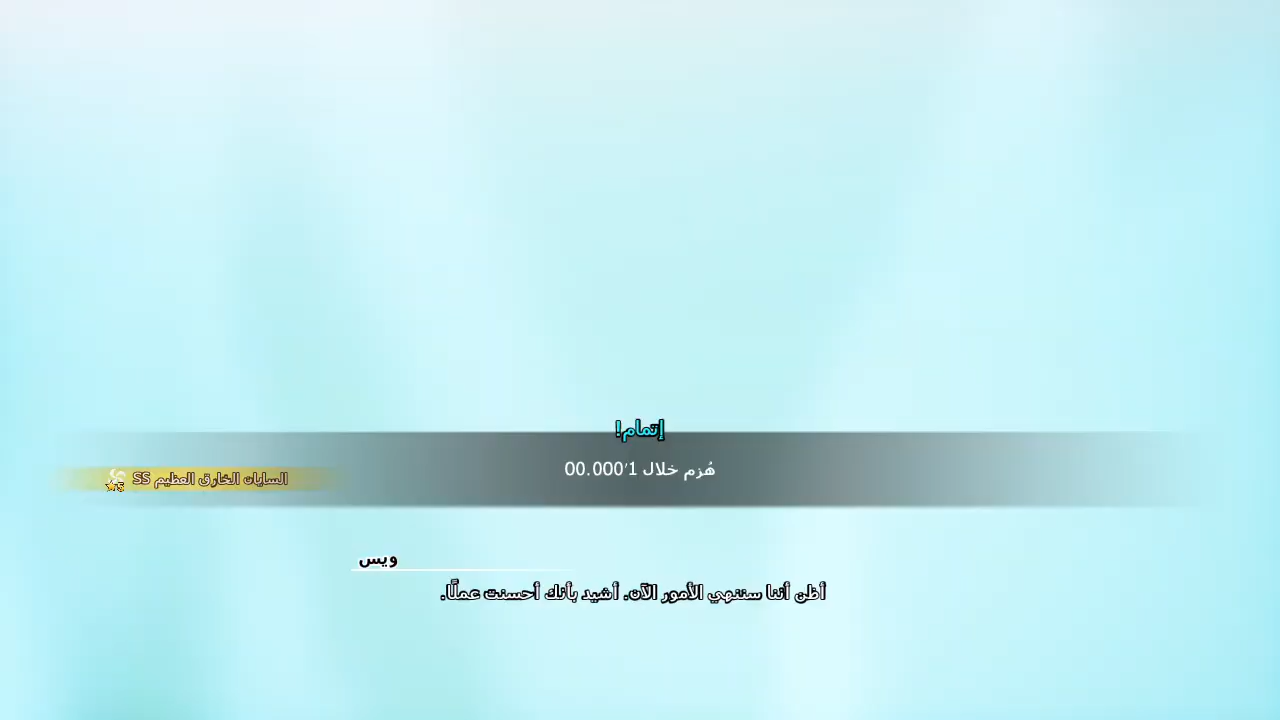 إتمام!
هُزم خلال 1'00.000
السايان الخارق العظيم SS
ويس
أظن أننا سننهي الأمور الآن. أشيد بأنك أحسنت عملًا.